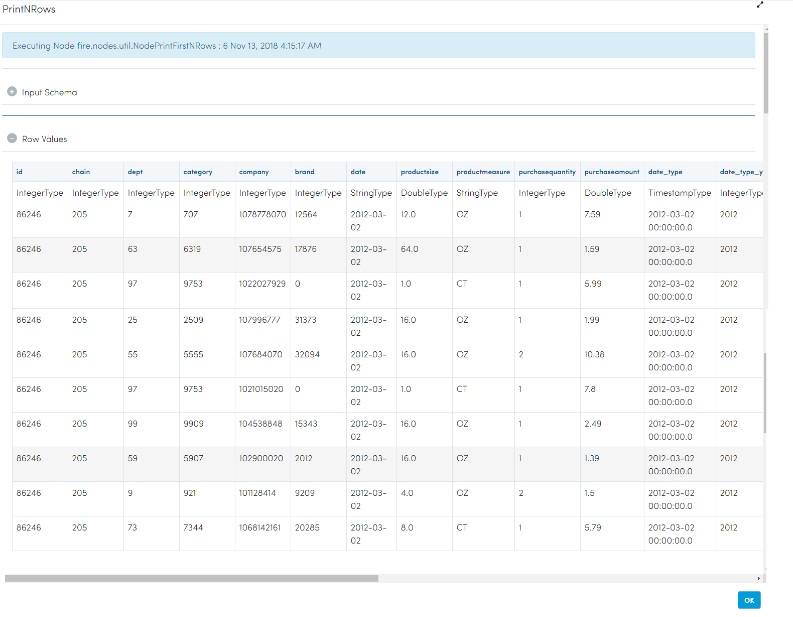 PrintNRows
Executing Node fire.nodes.util.NodePrintFirstNRows : 6 Nov 13, 2018 4:15:17 AM
Input Schema
Row Values
id chain dept category company brand date productsize productmeasure purchasequantity purchaseamount date_type date_type_y
IntegerType IntegerType IntegerType IntegerType IntegerType IntegerType StringType DoubleType StringType IntegerType DoubleType TimestampType IntegerType
86246 205 7 707 1078778070 12564 2012-03- 12.0 OZ 1 7.59 2012-03-02 2012
02 00:00:00.0
86246 205 63 6319 107654575 17876 2012-03- 64.0 OZ 1 1.59 2012-03-02 2012
02 00:00:00.0
86246 205 97 9753 1022027929 0 2012-03- 1.0 CT 1 5.99 2012-03-02 2012
02 00:00:00.0
86246 205 25 2509 107996777 31373 2012-03- 16.0 OZ 1 1.99 2012-03-02 2012
02 00:00:00.0
86246 205 55 5555 107684070 32094 2012-03- 16.0 OZ 2 10.38 2012-03-02 2012
02 00:00:00.0
86246 205 97 9753 1021015020 0 2012-03- 1.0 CT 1 7.8 2012-03-02 2012
02 00:00:00.0
86246 205 99 9909 104538848 15343 2012-03- 16.0 OZ 1 2.49 2012-03-02 2012
02 00:00:00.0
86246 205 59 5907 102900020 2012 2012-03- 16.0 OZ 1 1.39 2012-03-02 2012
02 00:00:00.0
86246 205 9 921 101128414 9209 2012-03- 4.0 OZ 2 1.5 2012-03-02 2012
02 00:00:00.0
86246 205 73 7344 1068142161 20285 2012-03- 8.0 CT 1 5.79 2012-03-02 2012
02 00:00:00.0
OK